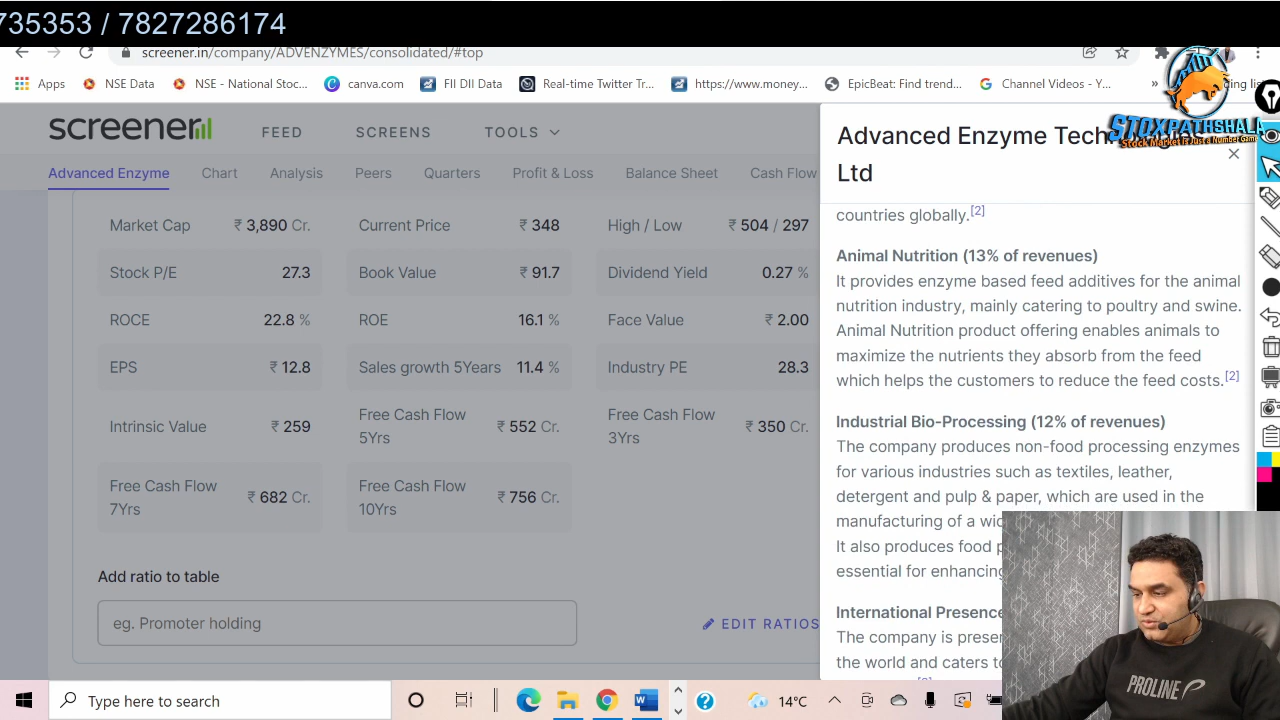 735353 / 7827286174
screener.in/company/ADVENZYMES/consolidated/#top
Apps NSE Data NSE - National Stoc... canva.com FII DII Data Real-time Twitter Tr... https://www.money... EpicBeat: Find trend... Channel Videos - Y... » ding list
STOXPATHSHALA
Stock Market is Just a Number Game
screener FEED SCREENS TOOLS
Advanced Enzyme Chart Analysis Peers Quarters Profit & Loss Balance Sheet Cash Flow
Market Cap ₹ 3,890 Cr. Current Price ₹ 348 High / Low ₹ 504 / 297
Stock P/E 27.3 Book Value ₹ 91.7 Dividend Yield 0.27 %
ROCE 22.8 % ROE 16.1 % Face Value ₹ 2.00
EPS ₹ 12.8 Sales growth 5Years 11.4 % Industry PE 28.3
Intrinsic Value ₹ 259 Free Cash Flow 5Yrs ₹ 552 Cr. Free Cash Flow 3Yrs ₹ 350 Cr.
Free Cash Flow 7Yrs ₹ 682 Cr. Free Cash Flow 10Yrs ₹ 756 Cr.
Add ratio to table
eg. Promoter holding
EDIT RATIOS
Advanced Enzyme Tech
Ltd
countries globally.[2]
Animal Nutrition (13% of revenues)
It provides enzyme based feed additives for the animal
nutrition industry, mainly catering to poultry and swine.
Animal Nutrition product offering enables animals to
maximize the nutrients they absorb from the feed
which helps the customers to reduce the feed costs.[2]
Industrial Bio-Processing (12% of revenues)
The company produces non-food processing enzymes
for various industries such as textiles, leather,
detergent and pulp & paper, which are used in the
manufacturing of a wi
It also produces food p
essential for enhancing
International Presence
The company is prese
the world and caters to
PROLINE
Type here to search
14°C